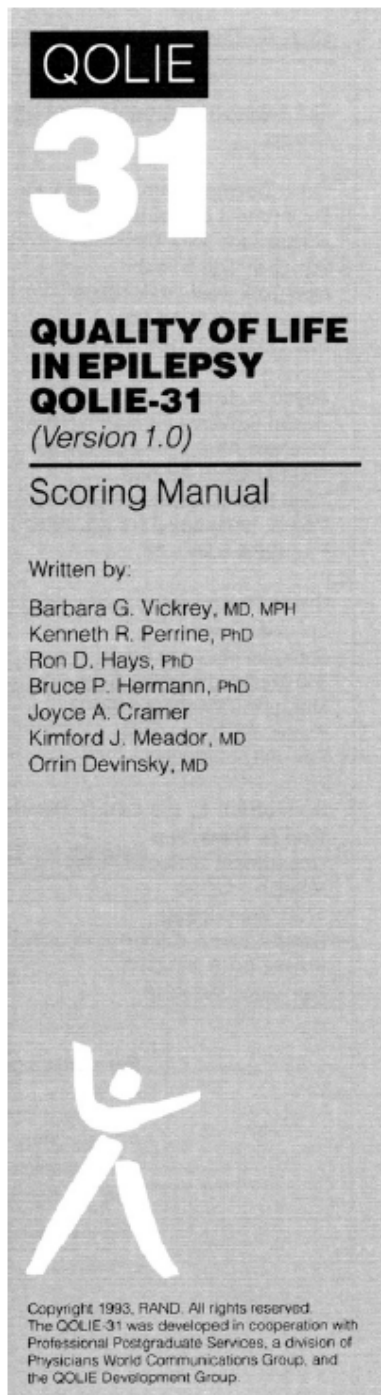 QOLIE
31
QUALITY OF LIFE
IN EPILEPSY
QOLIE-31
(Version 1.0)
Scoring Manual
Written by:
Barbara G. Vickrey, MD, MPH
Kenneth R. Perrine, PhD
Ron D. Hays, PhD
Bruce P. Hermann, PhD
Joyce A. Cramer
Kimford J. Meador, MD
Orrin Devinsky, MD
Copyright 1993, RAND. All rights reserved.
The QOLIE-31 was developed in cooperation with
Professional Postgraduate Services, a division of
Physicians World Communications Group, and
the QOLIE Development Group.